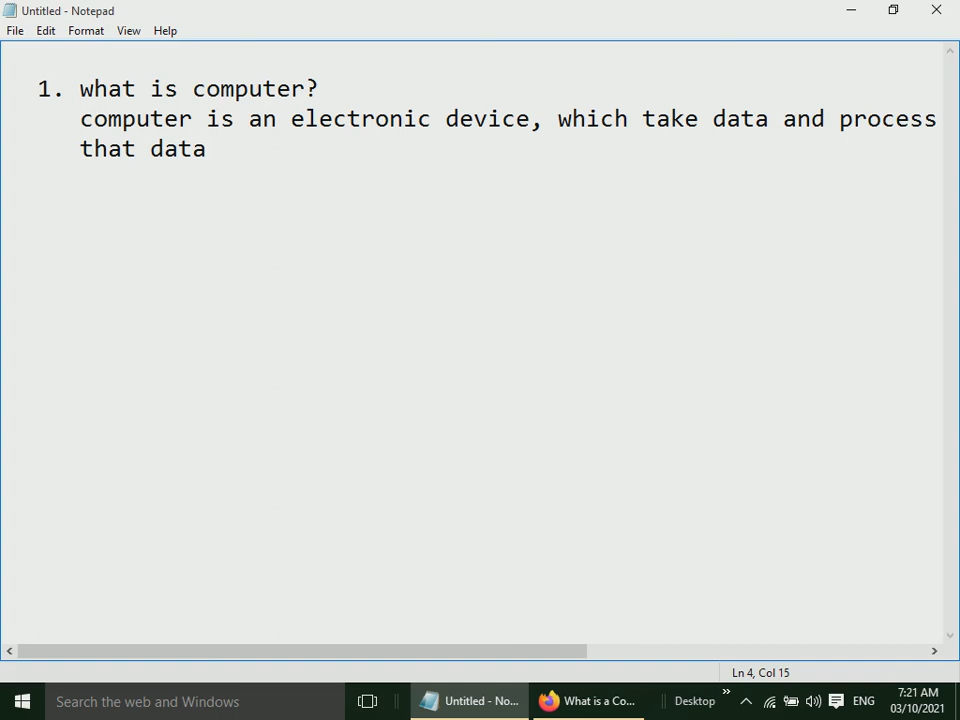 Untitled - Notepad
File Edit Format View Help
1. what is computer?
computer is an electronic device, which take data and process
that data
Ln 4, Col 15
Search the web and Windows
Untitled - No...
What is a Co...
Desktop
ENG
7:21 AM
03/10/2021